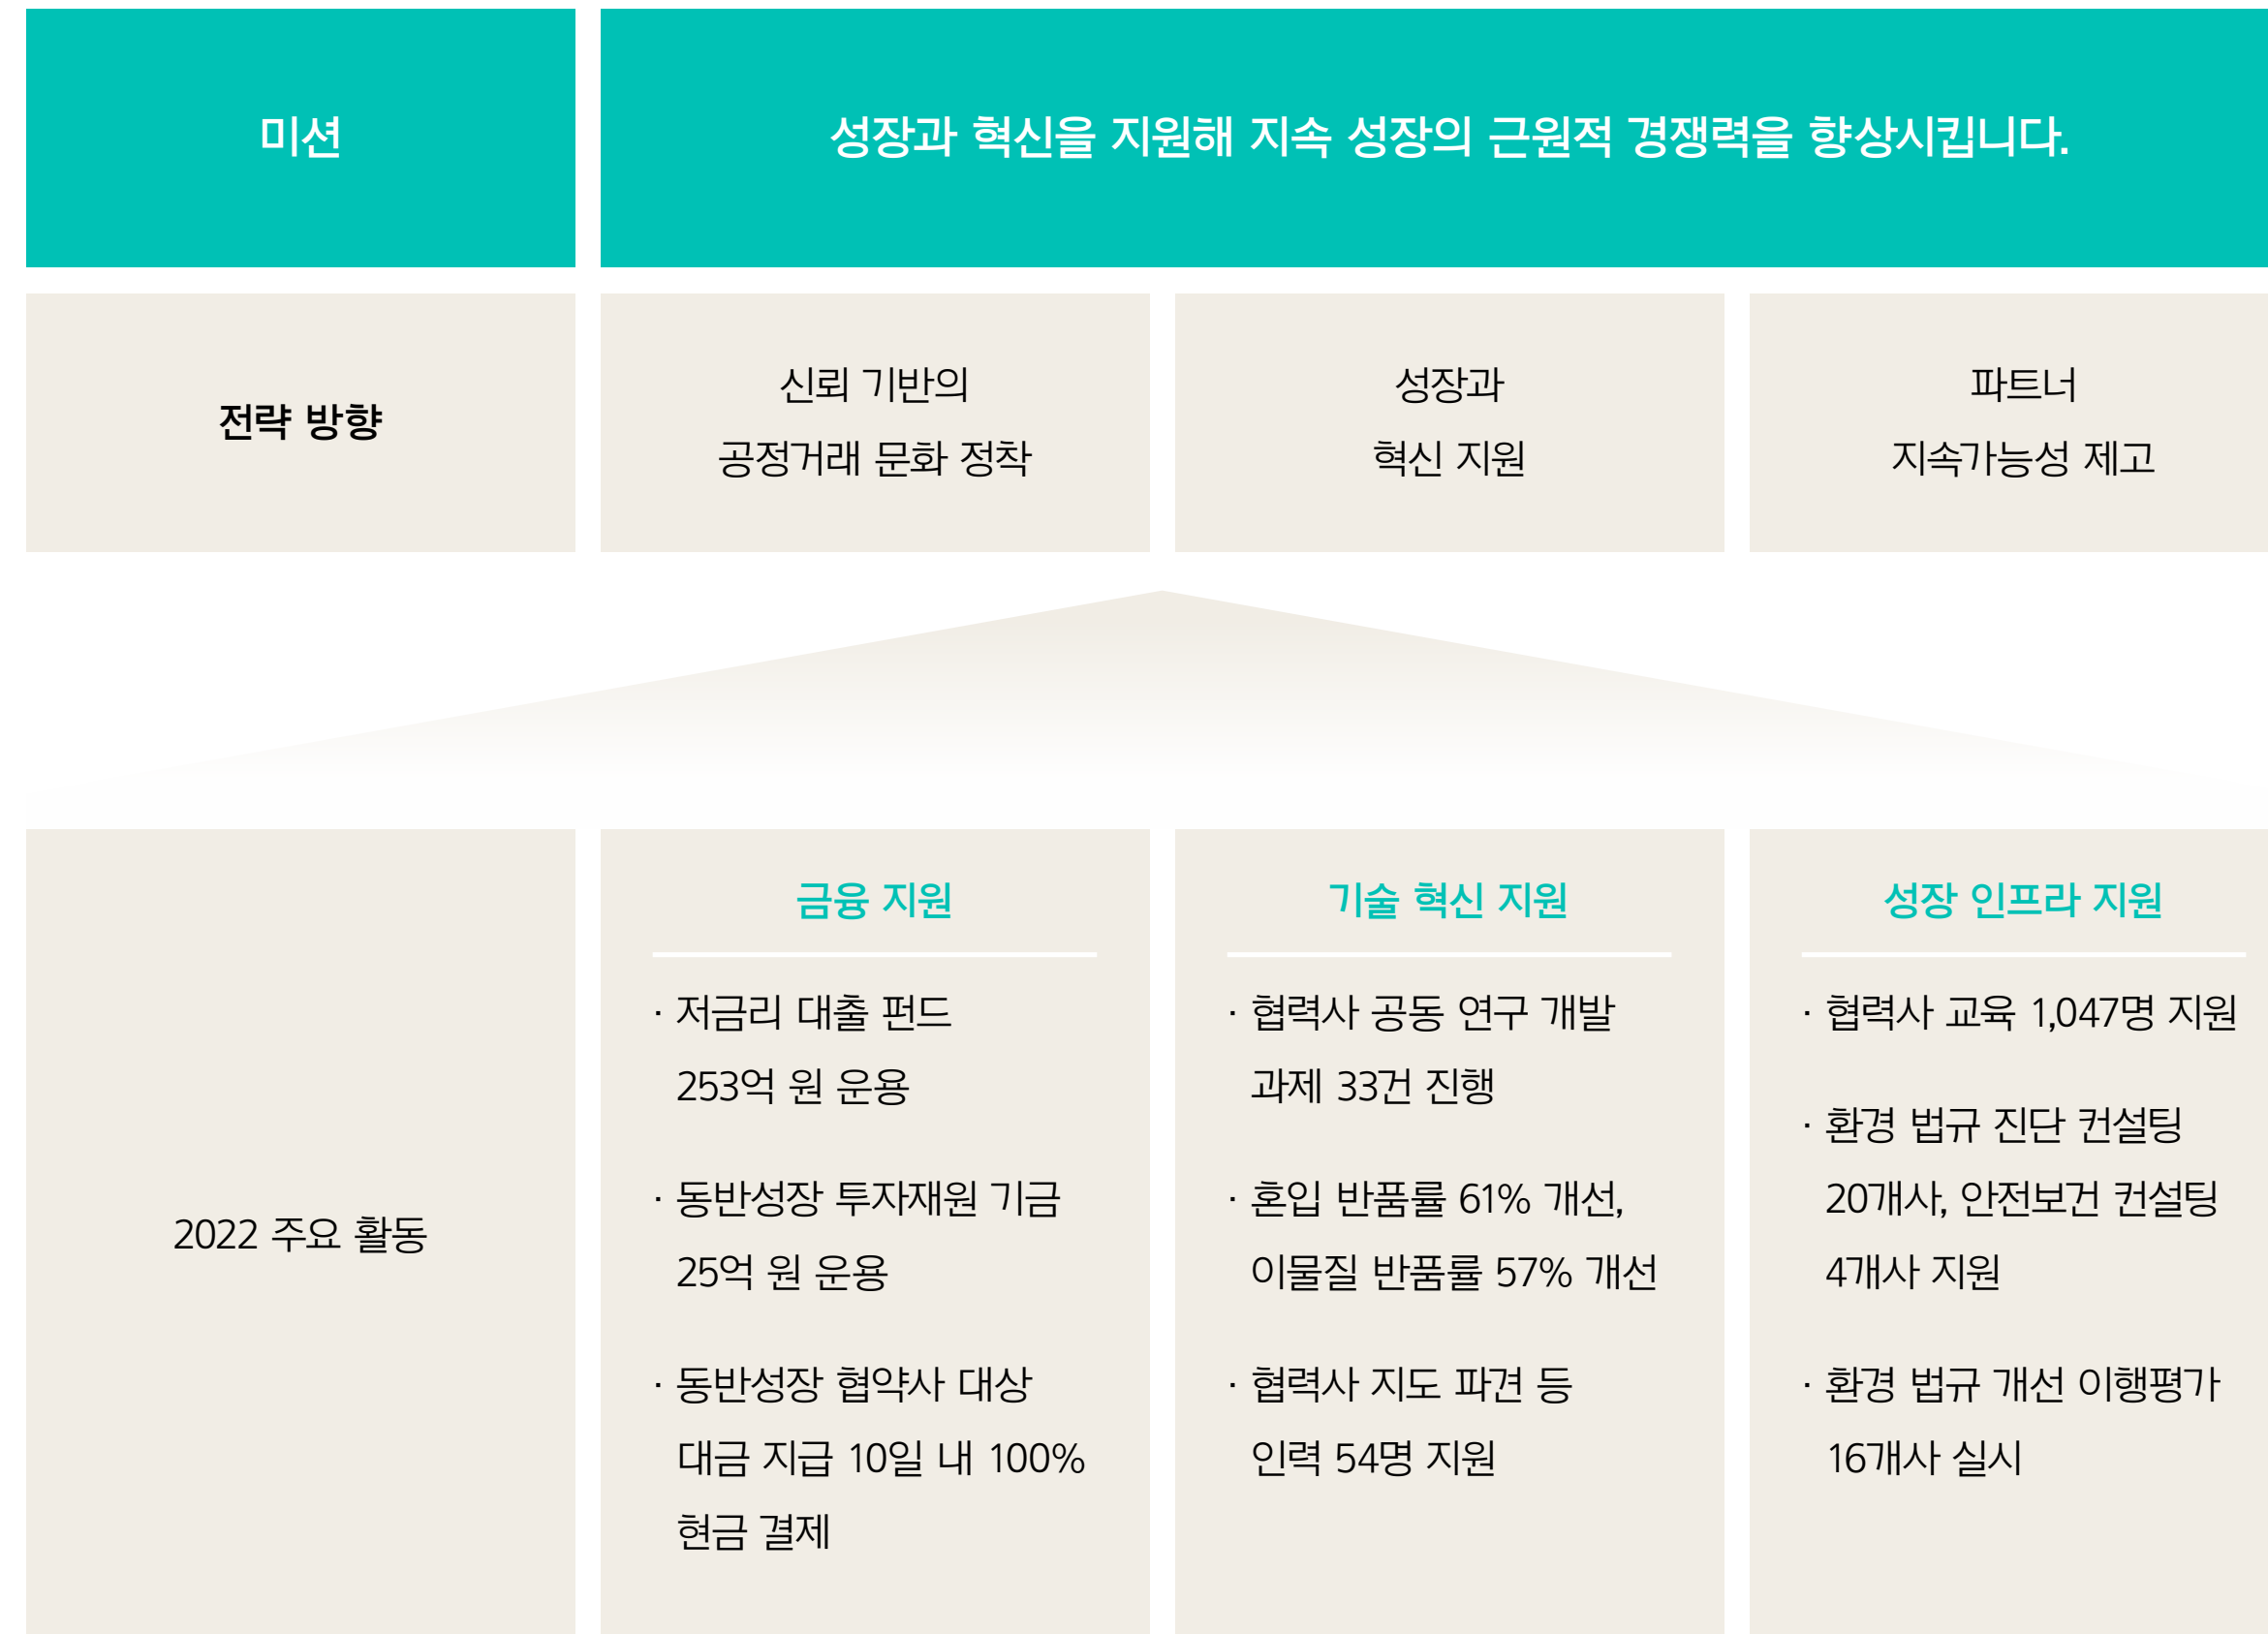 미션
성장과 혁신을 지원해 지속 성장의 근원적 경쟁력을 향상시킵니다.
전략 방향
신뢰 기반의
공정거래 문화 정착
성장과
혁신 지원
파트너
지속가능성 제고
2022 주요 활동
금융 지원
· 저금리 대출 펀드
253억 원 운용
· 동반성장 투자재원 기금
25억 원 운용
· 동반성장 협약사 대상
대금 지급 10일 내 100%
현금 결제
기술 혁신 지원
· 협력사 공동 연구 개발
과제 33건 진행
· 혼입 반품률 61% 개선,
이물질 반품률 57% 개선
· 협력사 지도 파견 등
인력 54명 지원
성장 인프라 지원
· 협력사 교육 1,047명 지원
· 환경 법규 진단 컨설팅
20개사, 안전보건 컨설팅
4개사 지원
· 환경 법규 개선 이행평가
16개사 실시